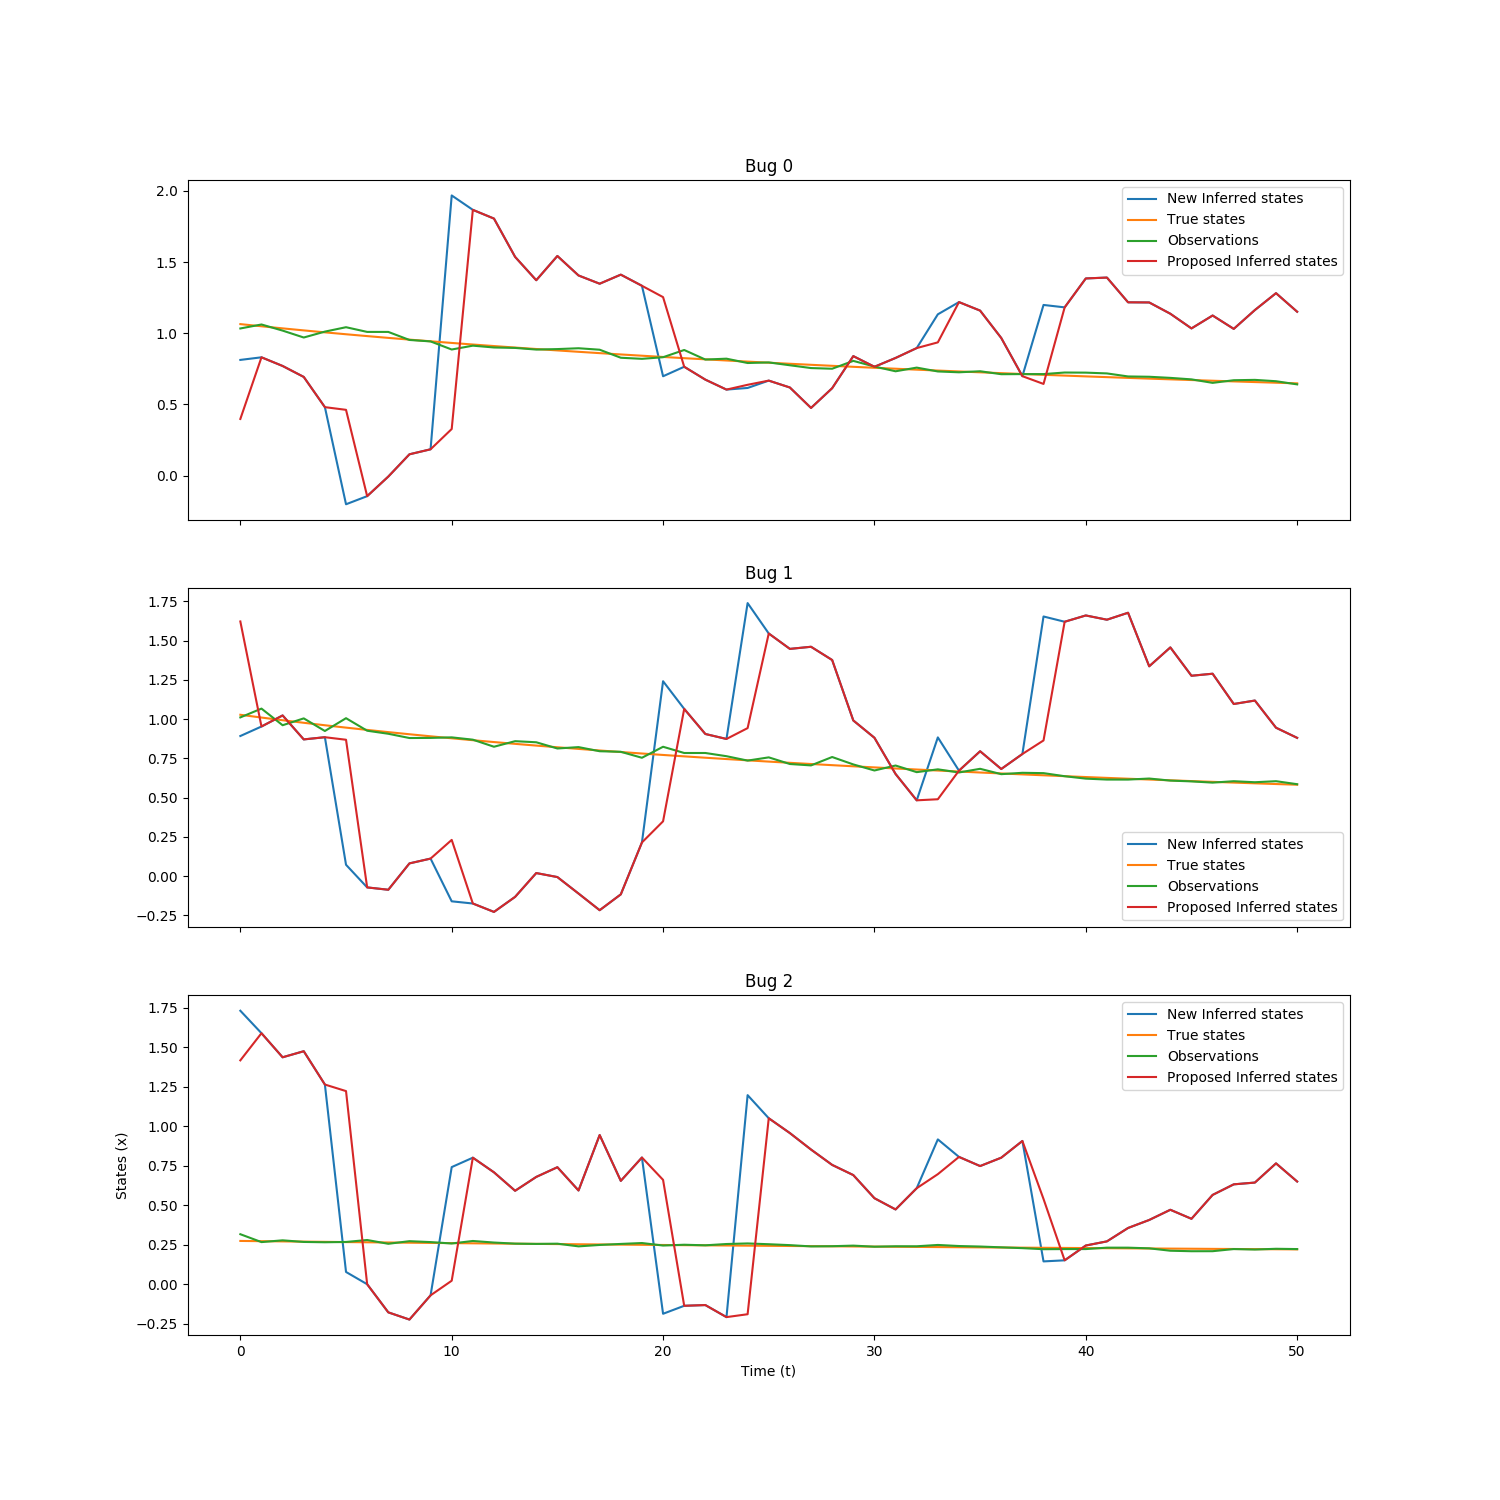 Bug 0
2.0
1.5
1.0
0.5
0.0
New Inferred states
True states
Observations
Proposed Inferred states
Bug 1
1.75
1.50
1.25
1.00
0.75
0.50
0.25
0.00
−0.25
New Inferred states
True states
Observations
Proposed Inferred states
Bug 2
1.75
1.50
1.25
1.00
0.75
0.50
0.25
0.00
−0.25
States (x)
New Inferred states
True states
Observations
Proposed Inferred states
0 10 20 30 40 50
Time (t)